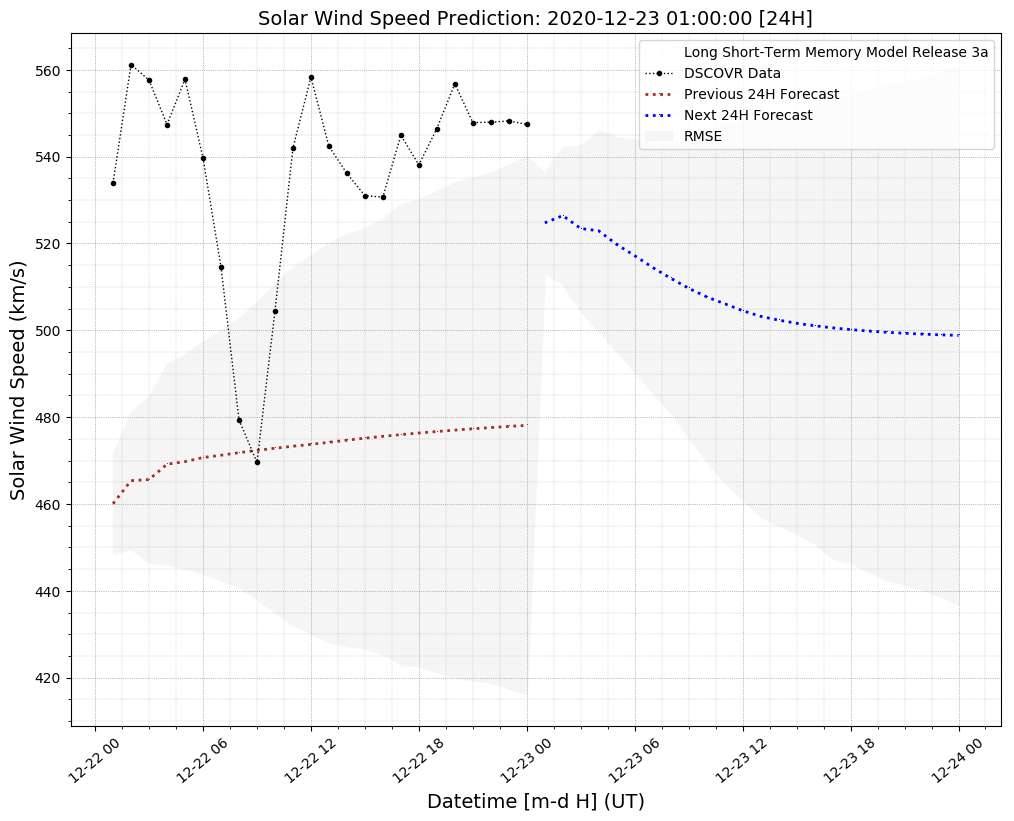 Solar Wind Speed Prediction: 2020-12-23 01:00:00 [24H]
Long Short-Term Memory Model Release 3a
DSCOVR Data
Previous 24H Forecast
Next 24H Forecast
RMSE
Solar Wind Speed (km/s)
560
540
520
500
480
460
440
420
12-22 00
12-22 06
12-22 12
12-22 18
12-23 00
12-23 06
12-23 12
12-23 18
12-24 00
Datetime [m-d H] (UT)